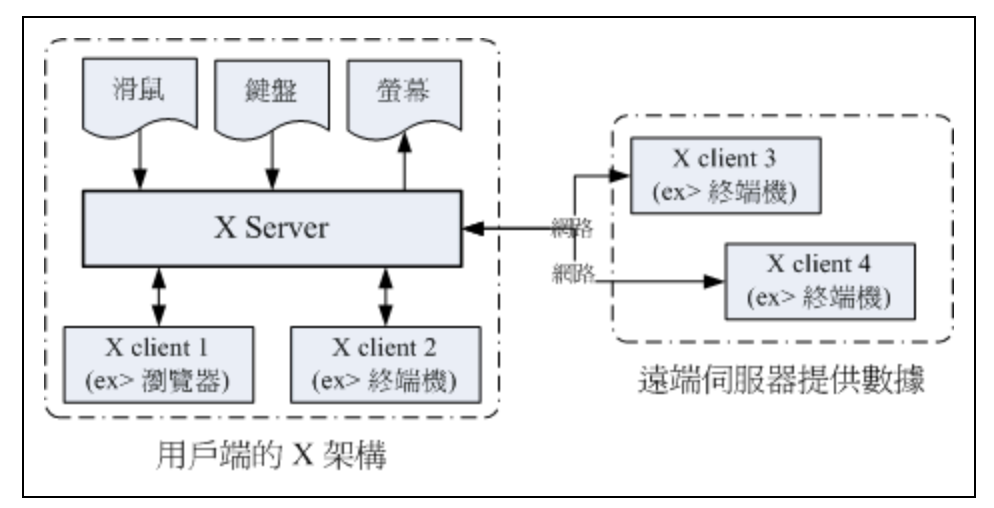 滑鼠
鍵盤
螢幕
X Server
X client 1
(ex> 瀏覽器)
X client 2
(ex> 終端機)
用戶端的 X 架構
網路
網路
X client 3
(ex> 終端機)
X client 4
(ex> 終端機)
遠端伺服器提供數據